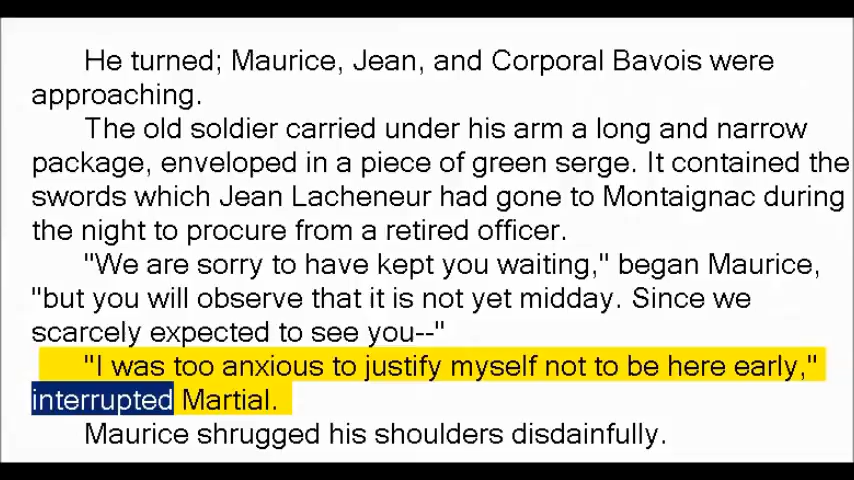 He turned; Maurice, Jean, and Corporal Bavois were
approaching.
The old soldier carried under his arm a long and narrow
package, enveloped in a piece of green serge. It contained the
swords which Jean Lacheneur had gone to Montaignac during
the night to procure from a retired officer.
"We are sorry to have kept you waiting," began Maurice,
"but you will observe that it is not yet midday. Since we
scarcely expected to see you--"
"I was too anxious to justify myself not to be here early,"
interrupted Martial.
Maurice shrugged his shoulders disdainfully.